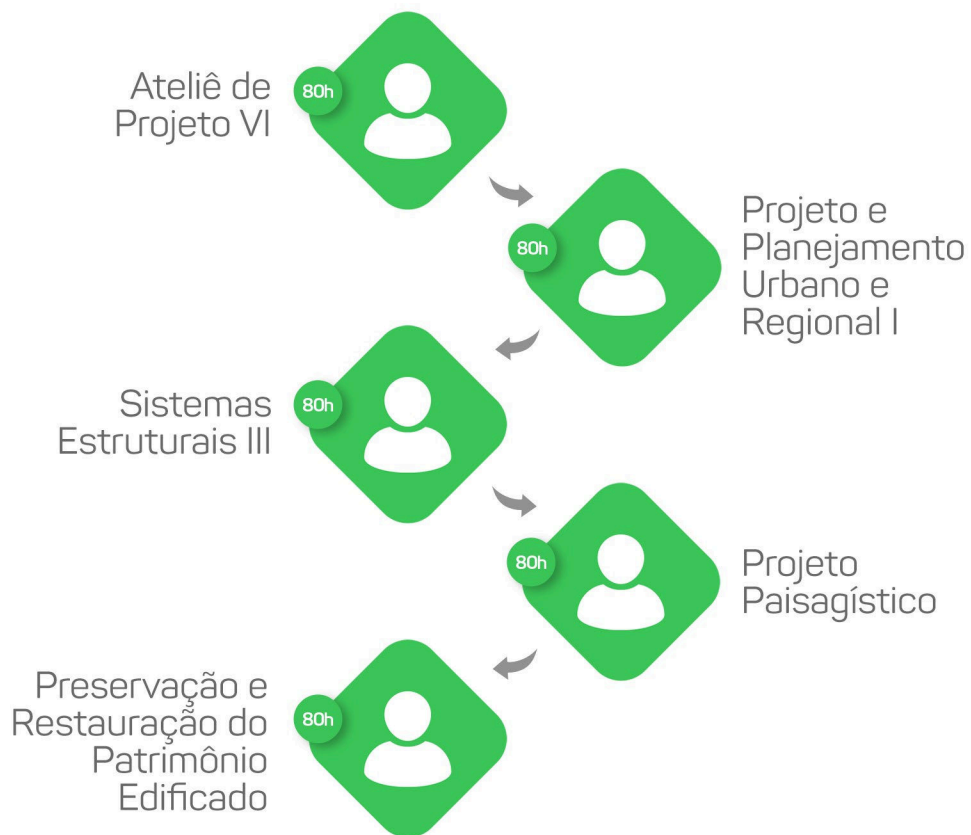 Ateliê de
Projeto VI
80h
80h
Projeto e
Planejamento
Urbano e
Regional I
Sistemas
Estruturais III
80h
80h
Projeto
Paisagístico
Preservação e
Restauração do
Patrimônio
Edificado
80h